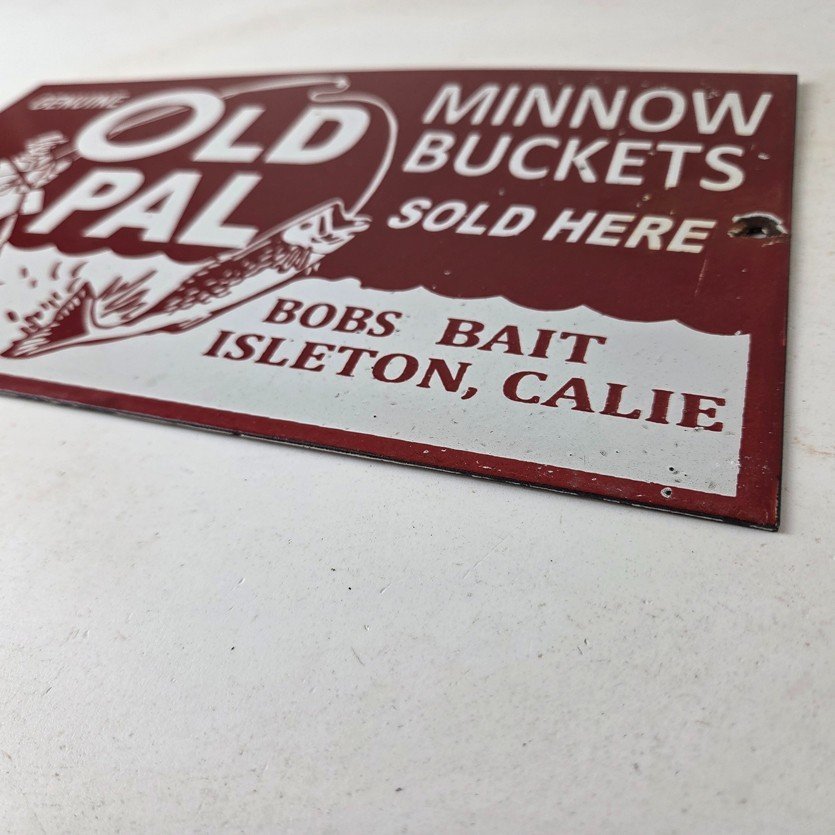 GENUINE
OLD
PAL
MINNOW
BUCKETS
SOLD HERE
BOBS BAIT
ISLETON, CALIE